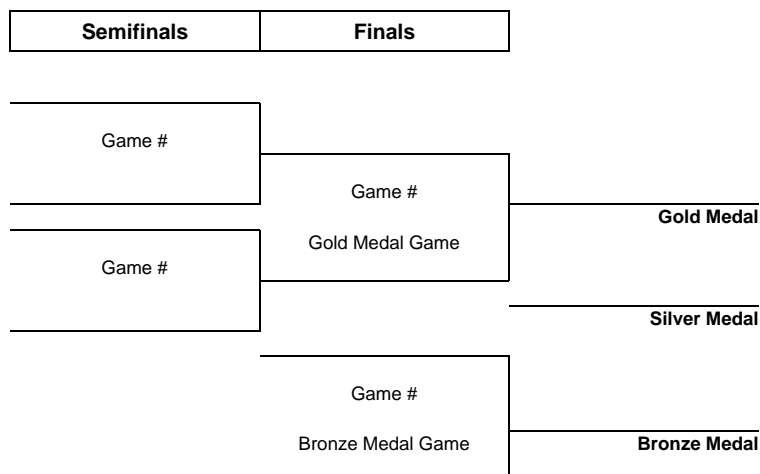 Semifinals Finals
Game #
Game #
Gold Medal
Gold Medal Game
Game #
Silver Medal
Game #
Bronze Medal Game Bronze Medal